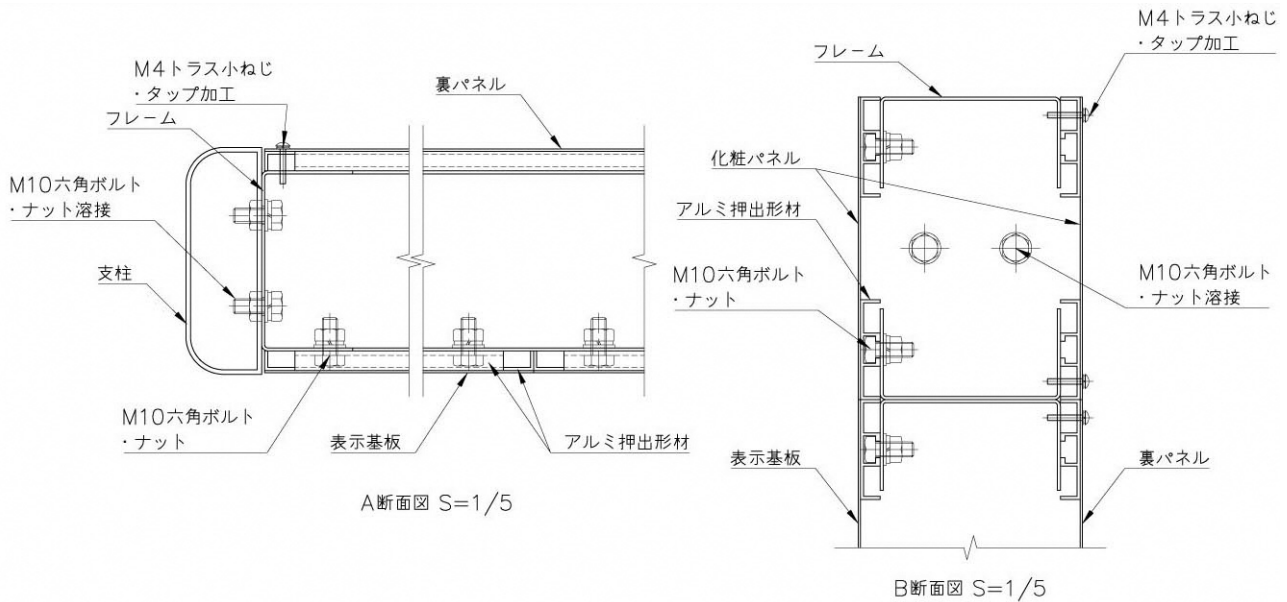 M4トラス小ねじ
・タップ加工
フレーム
裏パネル
M10六角ボルト
・ナット溶接
支柱
M10六角ボルト
・ナット
表示基板
アルミ押出形材
A断面図 S=1/5
M4トラス小ねじ
・タップ加工
フレーム
化粧パネル
アルミ押出形材
M10六角ボルト
・ナット
M10六角ボルト
・ナット溶接
表示基板
裏パネル
B断面図 S=1/5